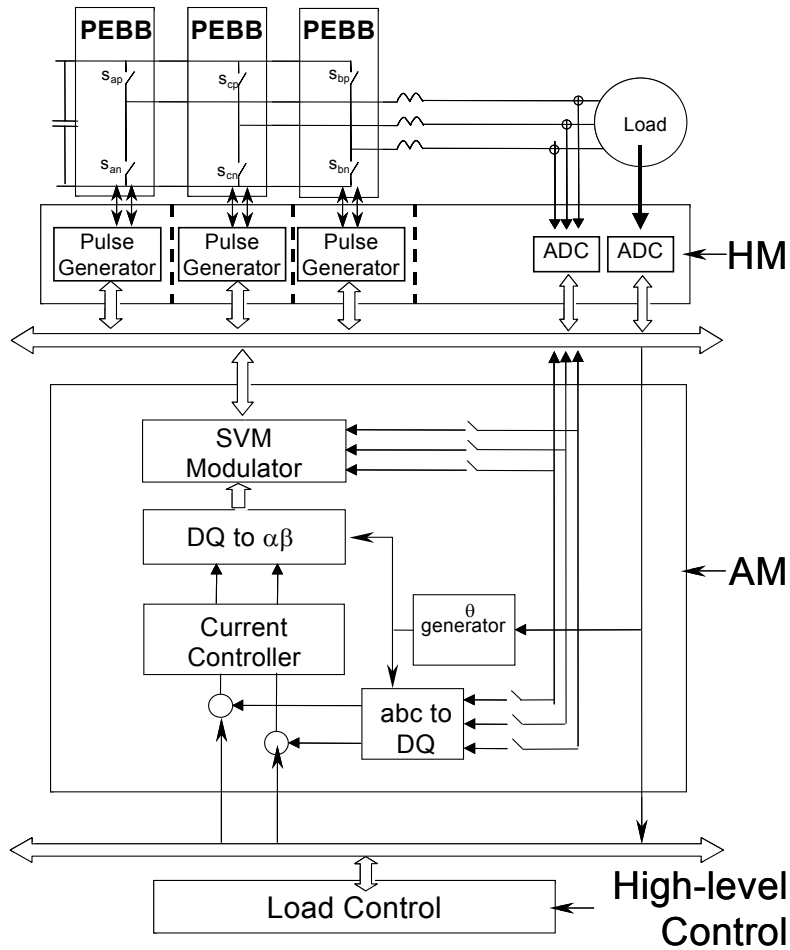 PEBB
PEBB
PEBB
sap
scp
sbp
Load
san
scn
sbn
Pulse
Generator
Pulse
Generator
Pulse
Generator
ADC
ADC
HM
SVM
Modulator
DQ to αβ
AM
θ
generator
Current
Controller
abc to
DQ
Load Control
High-level
Control